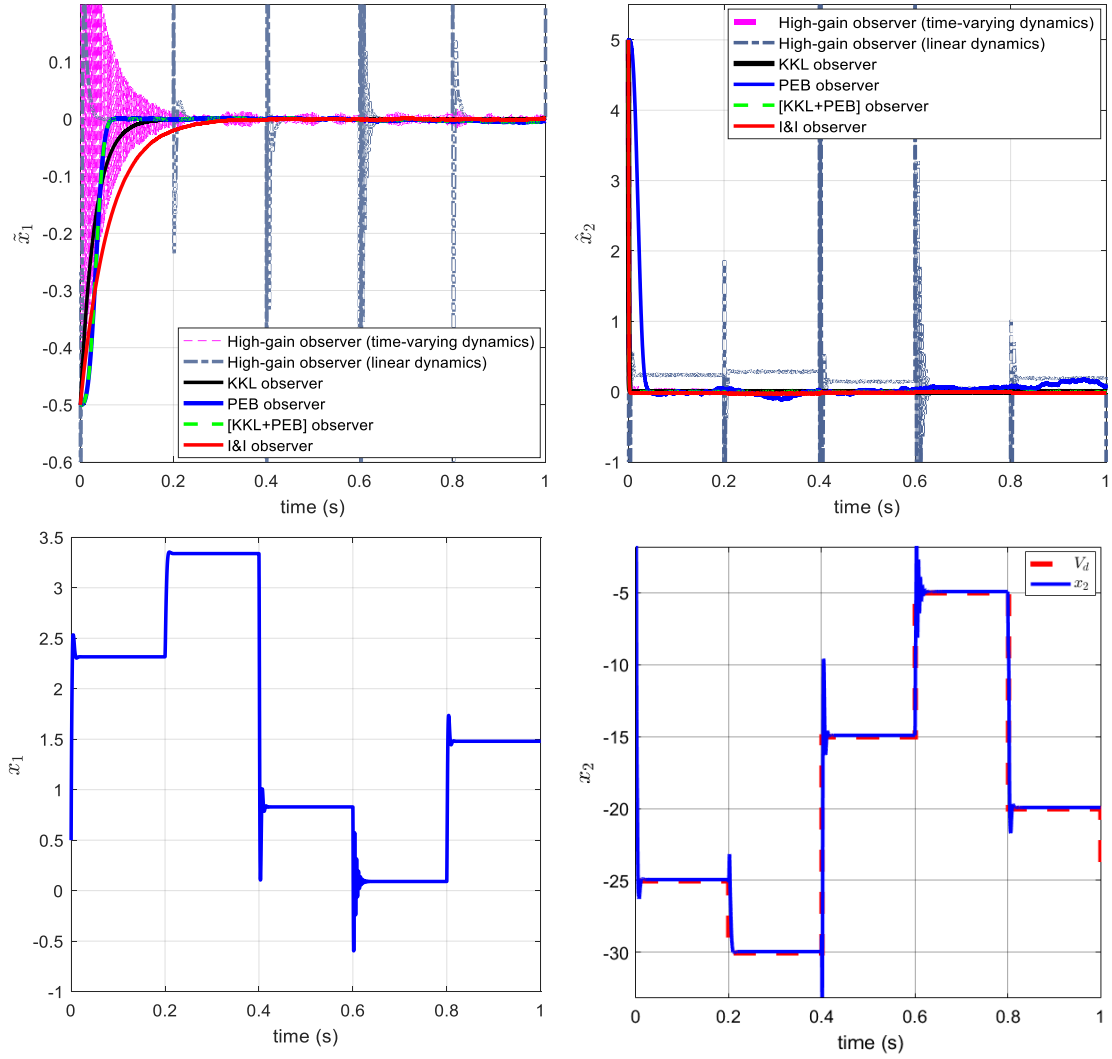 0.1
0
-0.1
-0.2
-0.3
-0.4
-0.5
-0.6
x̃₁
High-gain observer (time-varying dynamics)
High-gain observer (linear dynamics)
KKL observer
PEB observer
[KKL+PEB] observer
I&I observer
0 0.2 0.4 0.6 0.8 1
time (s)
5
4
3
2
1
0
-1
x̂₂
High-gain observer (time-varying dynamics)
High-gain observer (linear dynamics)
KKL observer
PEB observer
[KKL+PEB] observer
I&I observer
0 0.2 0.4 0.6 0.8 1
time (s)
3.5
3
2.5
2
1.5
1
0.5
0
-0.5
-1
x₁
0 0.2 0.4 0.6 0.8 1
time (s)
-5
-10
-15
-20
-25
-30
x₂
V_d
x₂
0 0.2 0.4 0.6 0.8 1
time (s)